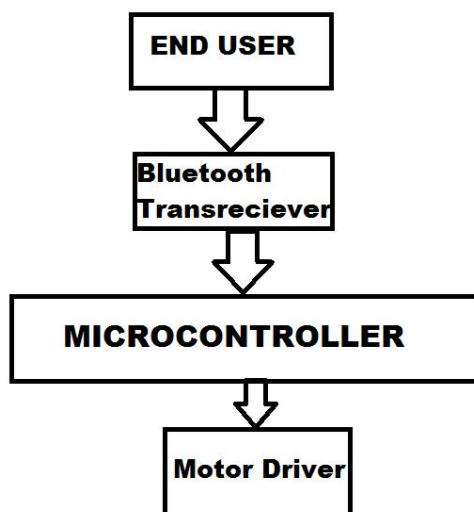 END USER
Bluetooth
Transreciever
MICROCONTROLLER
Motor Driver